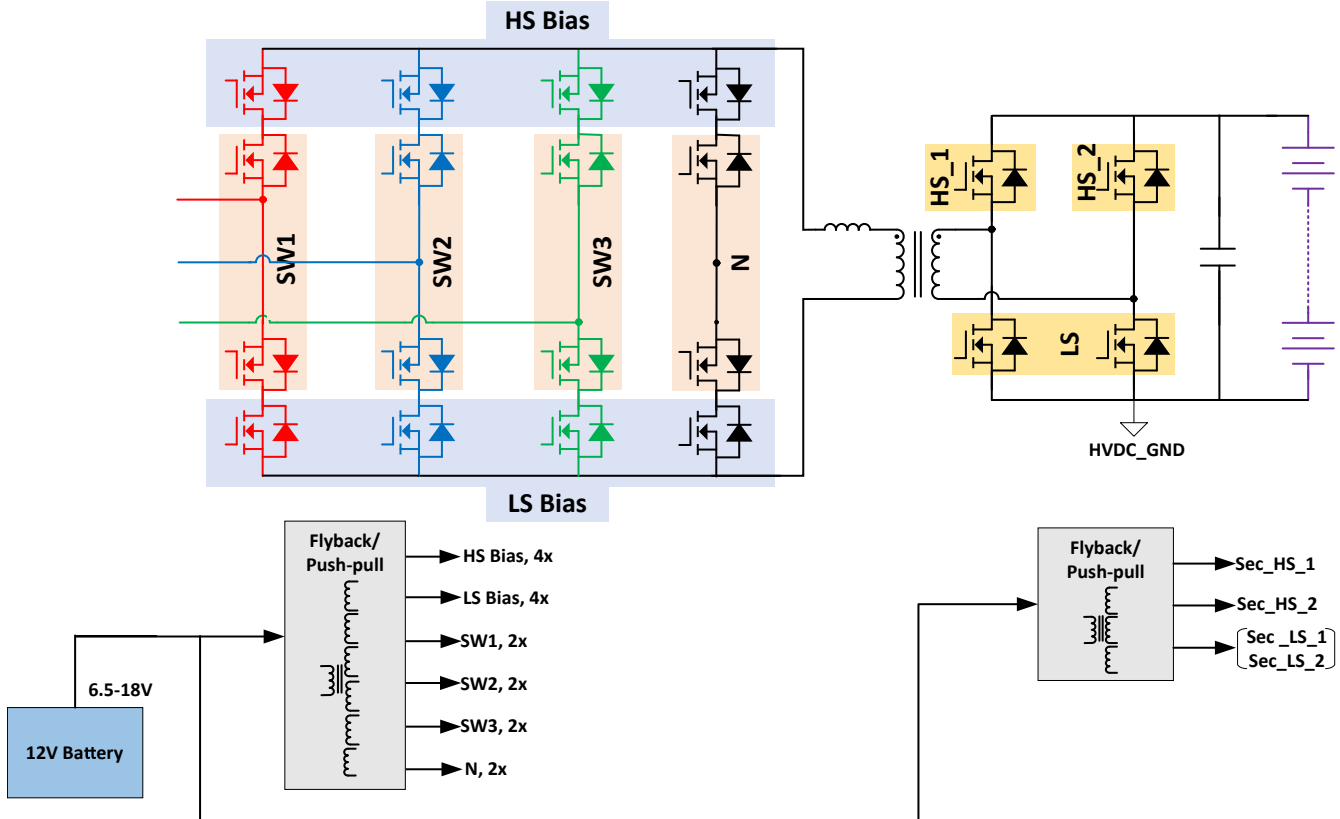 HS Bias
HS_1
HS_2
SW1
SW2
SW3
N
LS
HVDC_GND
LS Bias
Flyback/
Push-pull
HS Bias, 4x
LS Bias, 4x
SW1, 2x
SW2, 2x
SW3, 2x
N, 2x
6.5-18V
12V Battery
Flyback/
Push-pull
Sec_HS_1
Sec_HS_2
Sec _LS_1
Sec_LS_2